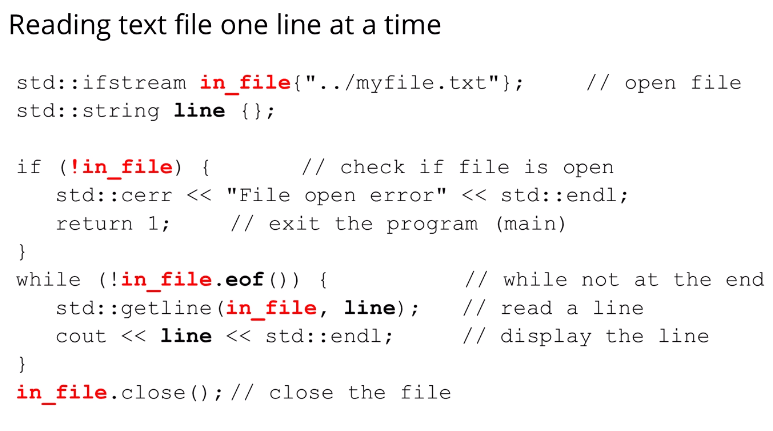 Reading text file one line at a time
std::ifstream in_file{"../myfile.txt"};     // open file
std::string line {};
if (!in_file) {       // check if file is open
   std::cerr << "File open error" << std::endl;
   return 1;     // exit the program (main)
}
while (!in_file.eof()) {           // while not at the end
   std::getline(in_file, line);   // read a line
   cout << line << std::endl;     // display the line
}
in_file.close();// close the file